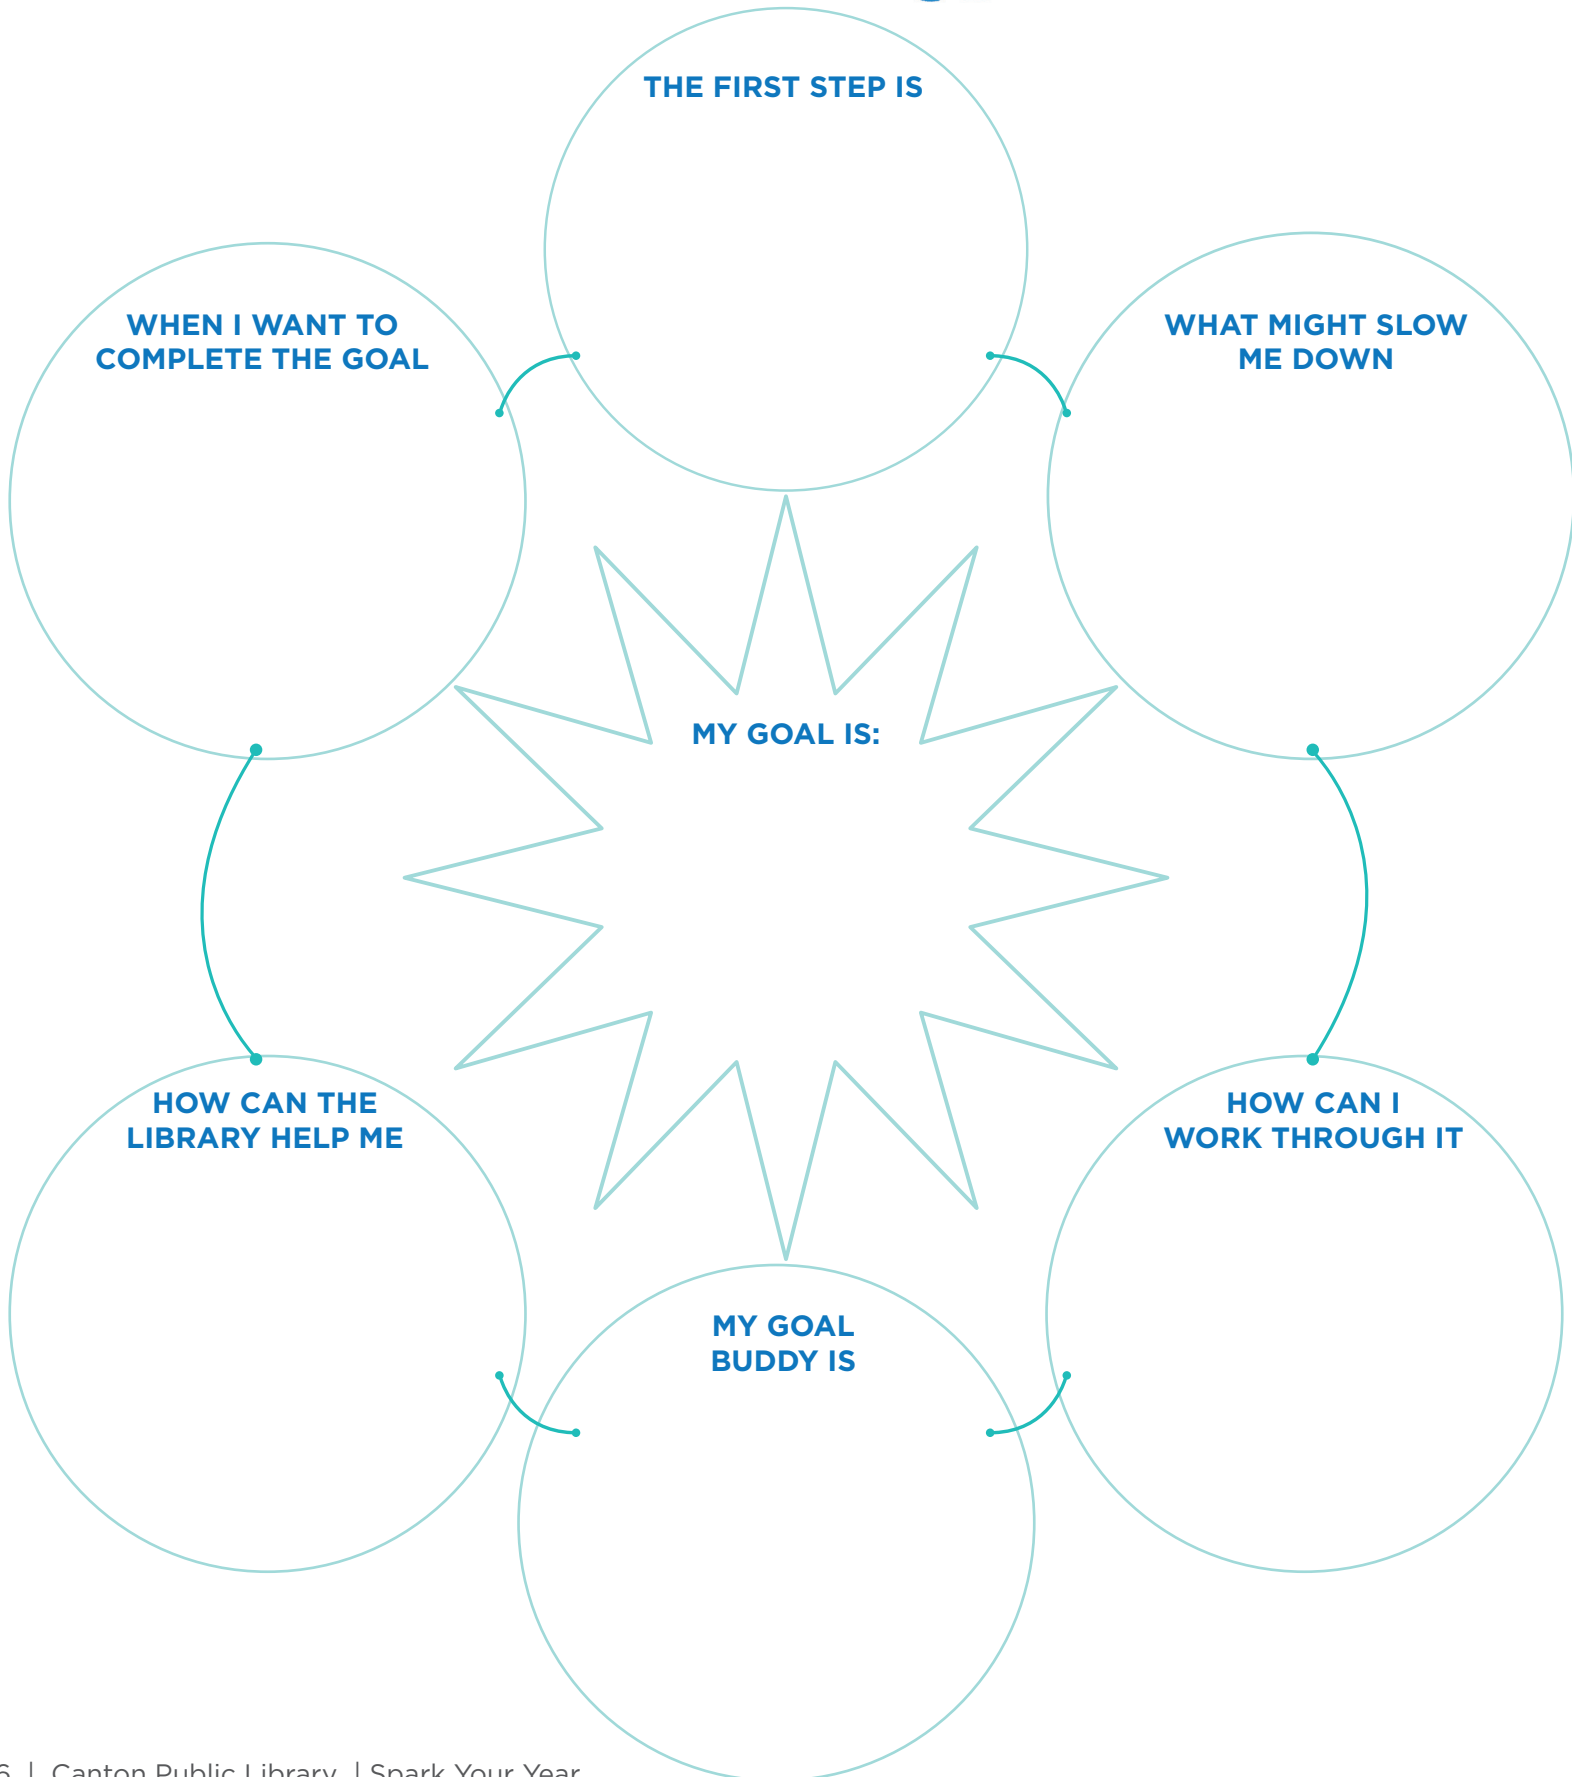 THE FIRST STEP IS
WHEN I WANT TO
COMPLETE THE GOAL
WHAT MIGHT SLOW
ME DOWN
MY GOAL IS:
HOW CAN THE
LIBRARY HELP ME
HOW CAN I
WORK THROUGH IT
MY GOAL
BUDDY IS
6 | Canton Public Library | Spark Your Year